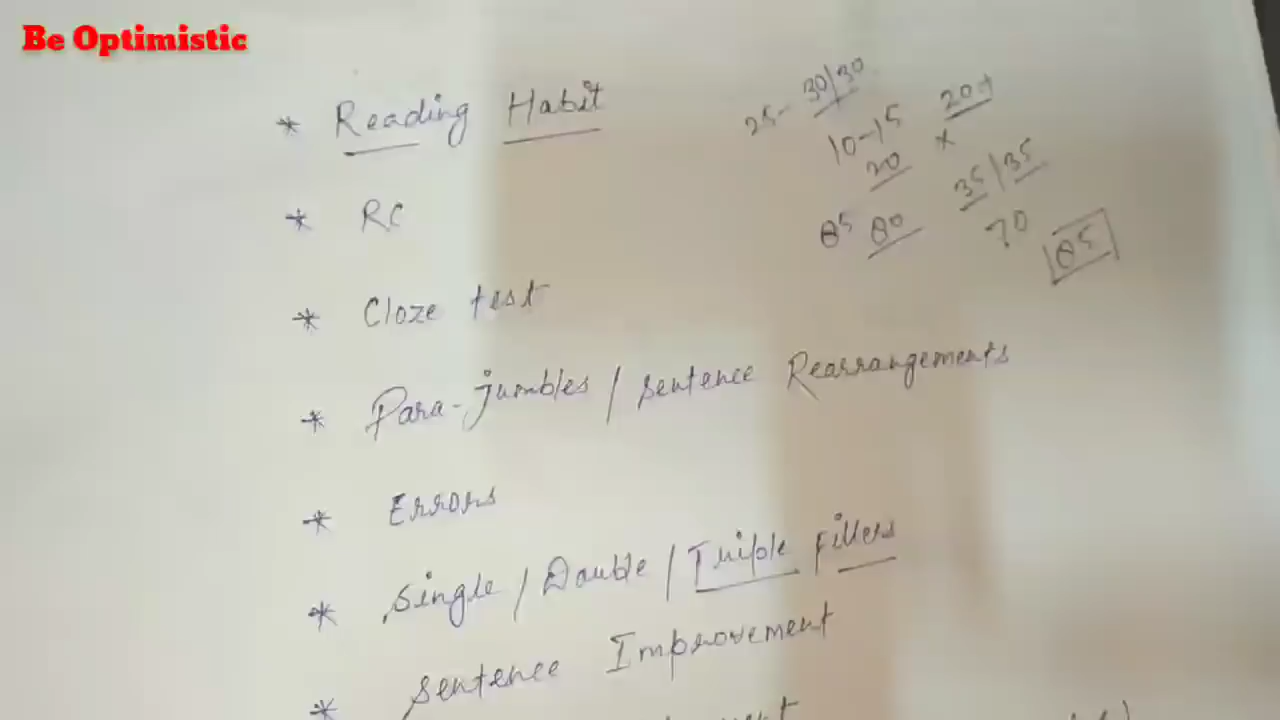 Be Optimistic
* Reading Habit
* RC
* Cloze test
* Para-jumbles / sentence Rearrangements
* Errors
* single / Double / Triple fillers
* sentence Improvement
25- 30/30
10-15 20+
20 x
35/35
85 80
70 85